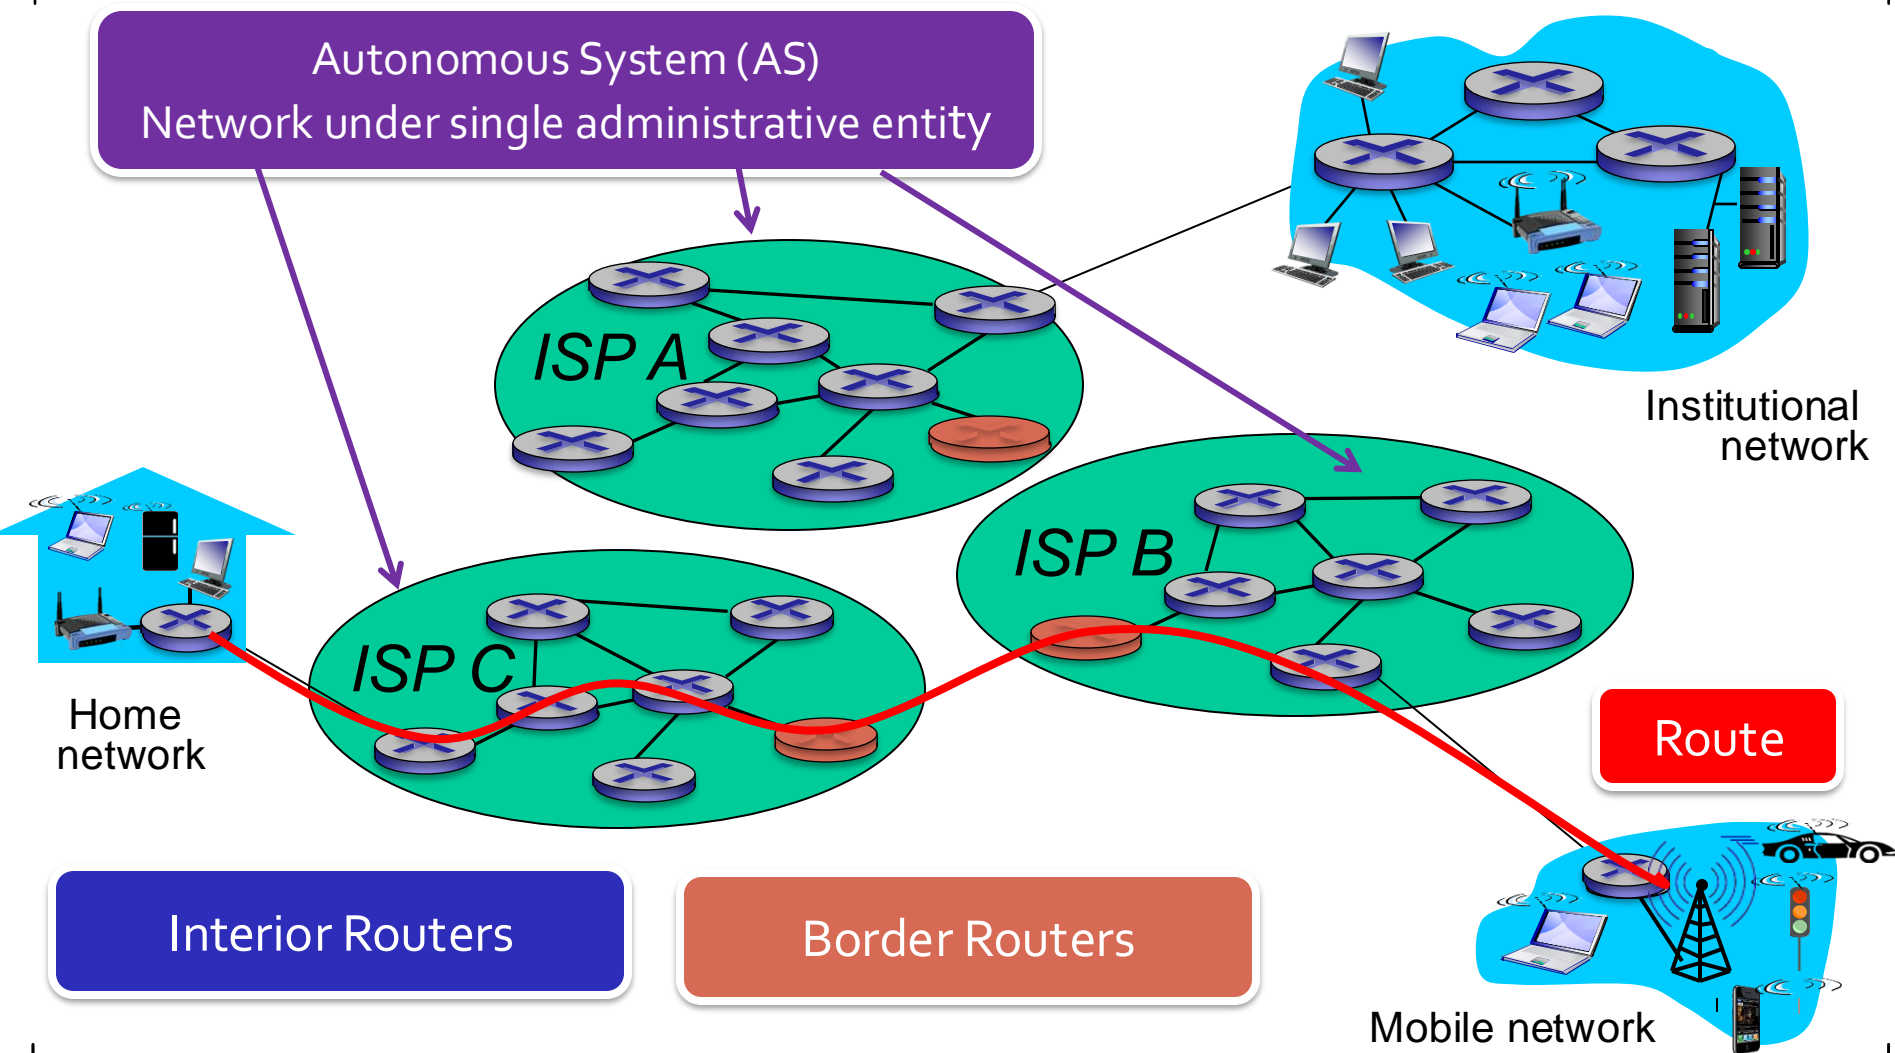 Autonomous System (AS)
Network under single administrative entity
ISP A
Institutional
network
ISP B
ISP C
Home
network
Route
Interior Routers
Border Routers
Mobile network